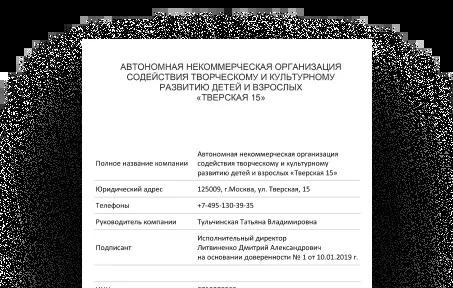 АВТОНОМНАЯ НЕКОММЕРЧЕСКАЯ ОРГАНИЗАЦИЯ
СОДЕЙСТВИЯ ТВОРЧЕСКОМУ И КУЛЬТУРНОМУ
РАЗВИТИЮ ДЕТЕЙ И ВЗРОСЛЫХ
«ТВЕРСКАЯ 15»
Полное название компании
Автономная некоммерческая организация
содействия творческому и культурному
развитию детей и взрослых «Тверская 15»
Юридический адрес 125009, г.Москва, ул. Тверская, 15
Телефоны +7-495-130-39-35
Руководитель компании Тульчинская Татьяна Владимировна
Подписант
Исполнительный директор
Литвиненко Дмитрий Александрович
на основании доверенности № 1 от 10.01.2019 г.